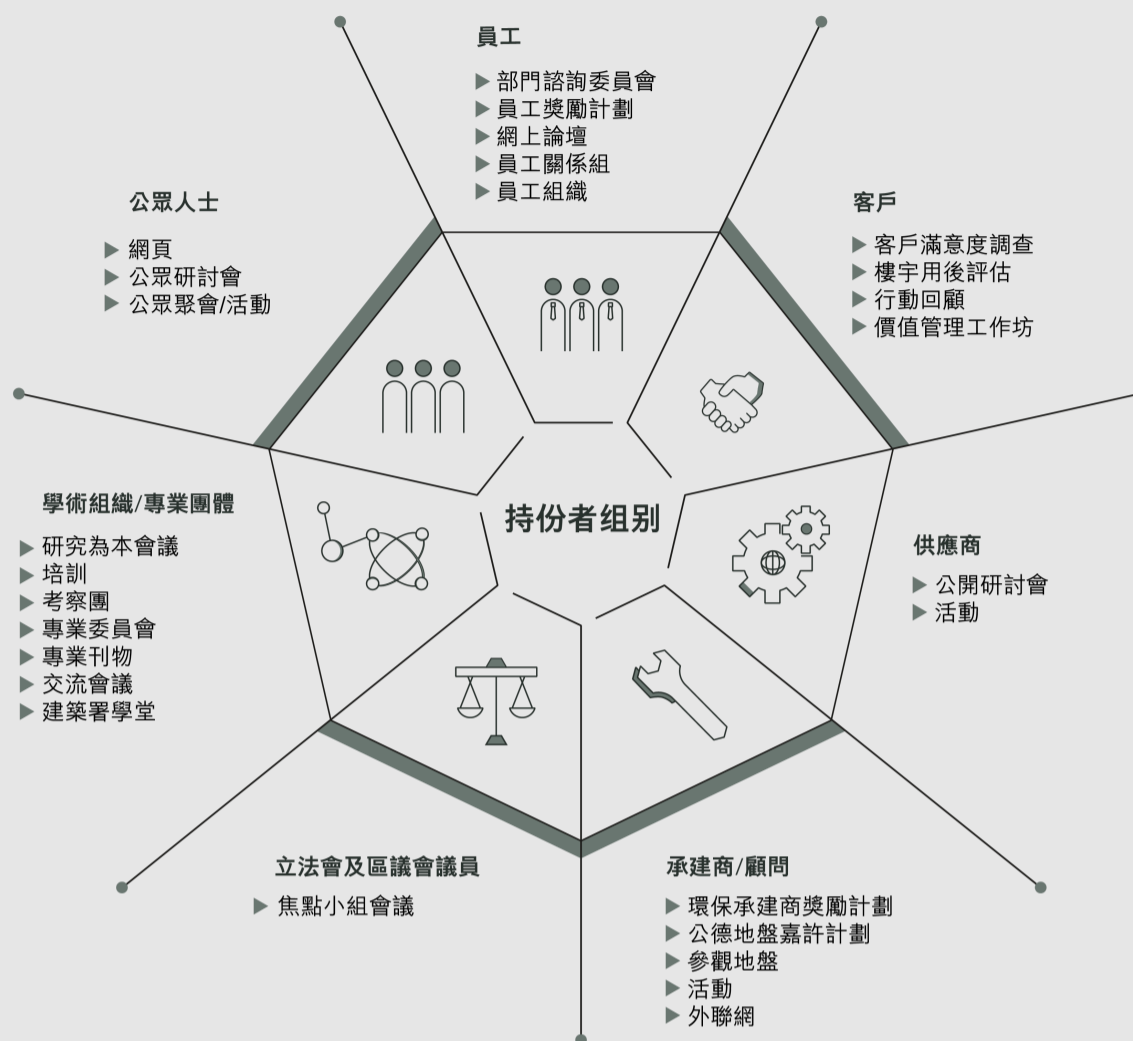 員工
部門諮詢委員會
員工獎勵計劃
網上論壇
員工關係組
員工組織
公眾人士
網頁
公眾研討會
公眾聚會/活動
客戶
客戶滿意度調查
樓宇用後評估
行動回顧
價值管理工作坊
持份者组别
學術組織/專業團體
研究為本會議
培訓
考察團
專業委員會
專業刊物
交流會議
建築署學堂
供應商
公開研討會
活動
立法會及區議會議員
焦點小組會議
承建商/顧問
環保承建商獎勵計劃
公德地盤嘉許計劃
參觀地盤
活動
外聯網